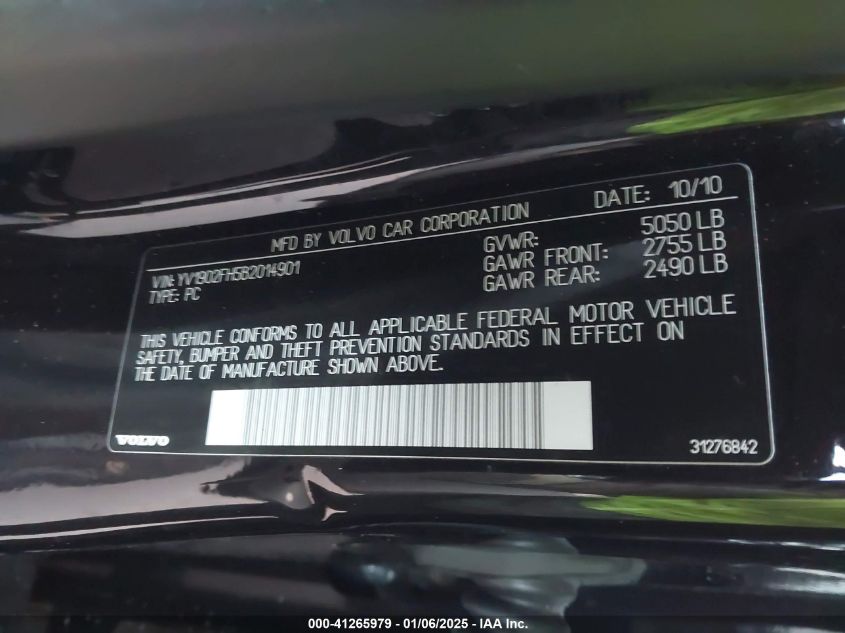 MFD BY VOLVO CAR CORPORATION DATE: 10/10
VIN: YV1902FH5B2014901 GVWR: 5050 LB
TYPE: PC GAWR FRONT: 2755 LB
GAWR REAR: 2490 LB
THIS VEHICLE CONFORMS TO ALL APPLICABLE FEDERAL MOTOR VEHICLE
SAFETY, BUMPER AND THEFT PREVENTION STANDARDS IN EFFECT ON
THE DATE OF MANUFACTURE SHOWN ABOVE.
VOLVO 31276842
000-41265979 - 01/06/2025 - IAA Inc.